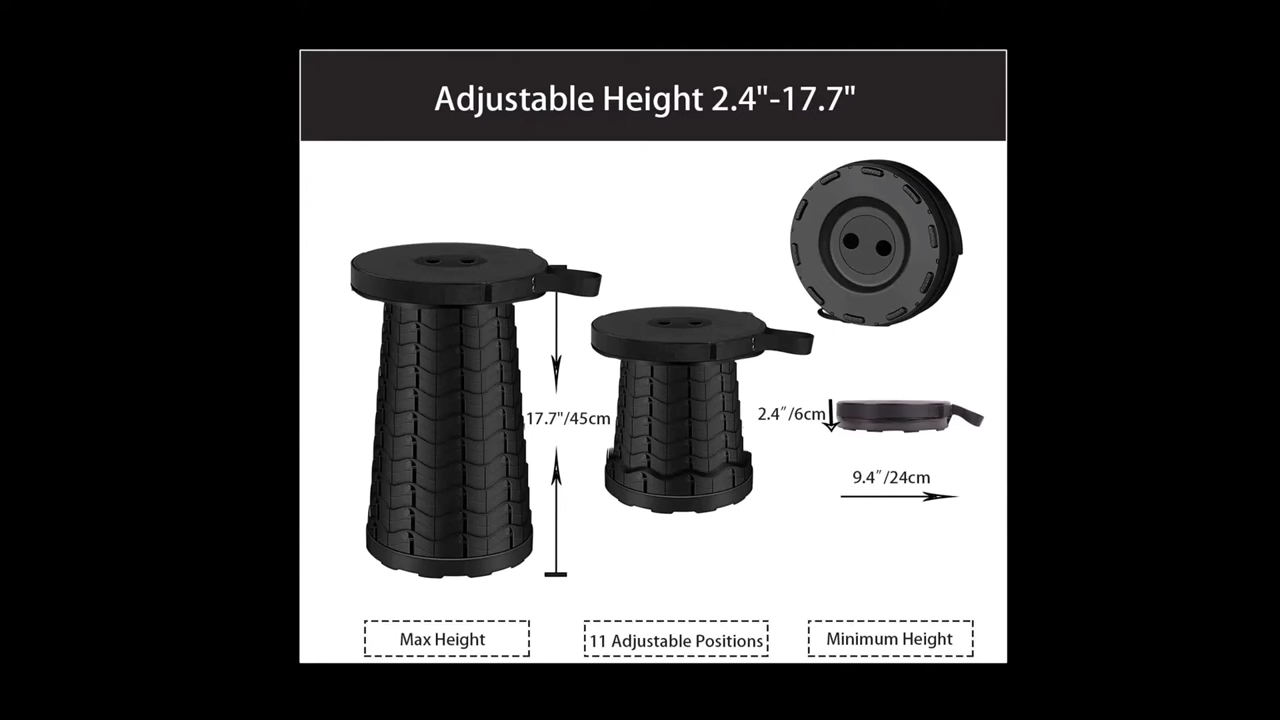 Adjustable Height 2.4"-17.7"
17.7"/45cm
2.4″/6cm
9.4″/24cm
Max Height
11 Adjustable Positions
Minimum Height